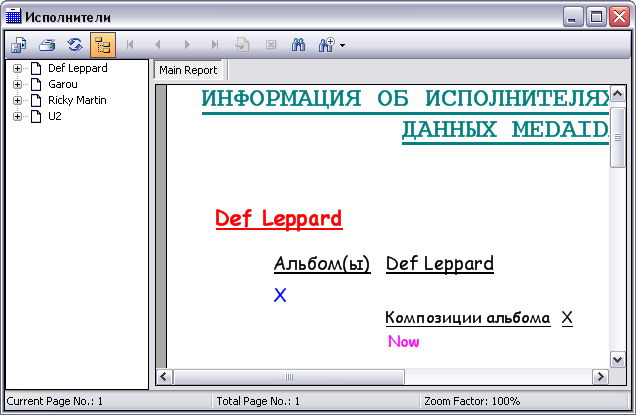 Исполнители
Def Leppard
Garou
Ricky Martin
U2
Main Report
ИНФОРМАЦИЯ ОБ ИСПОЛНИТЕЛЯХ
ДАННЫХ MEDAID
Def Leppard
Альбом(ы) Def Leppard
X
Композиции альбома X
Now
Current Page No.: 1 Total Page No.: 1 Zoom Factor: 100%